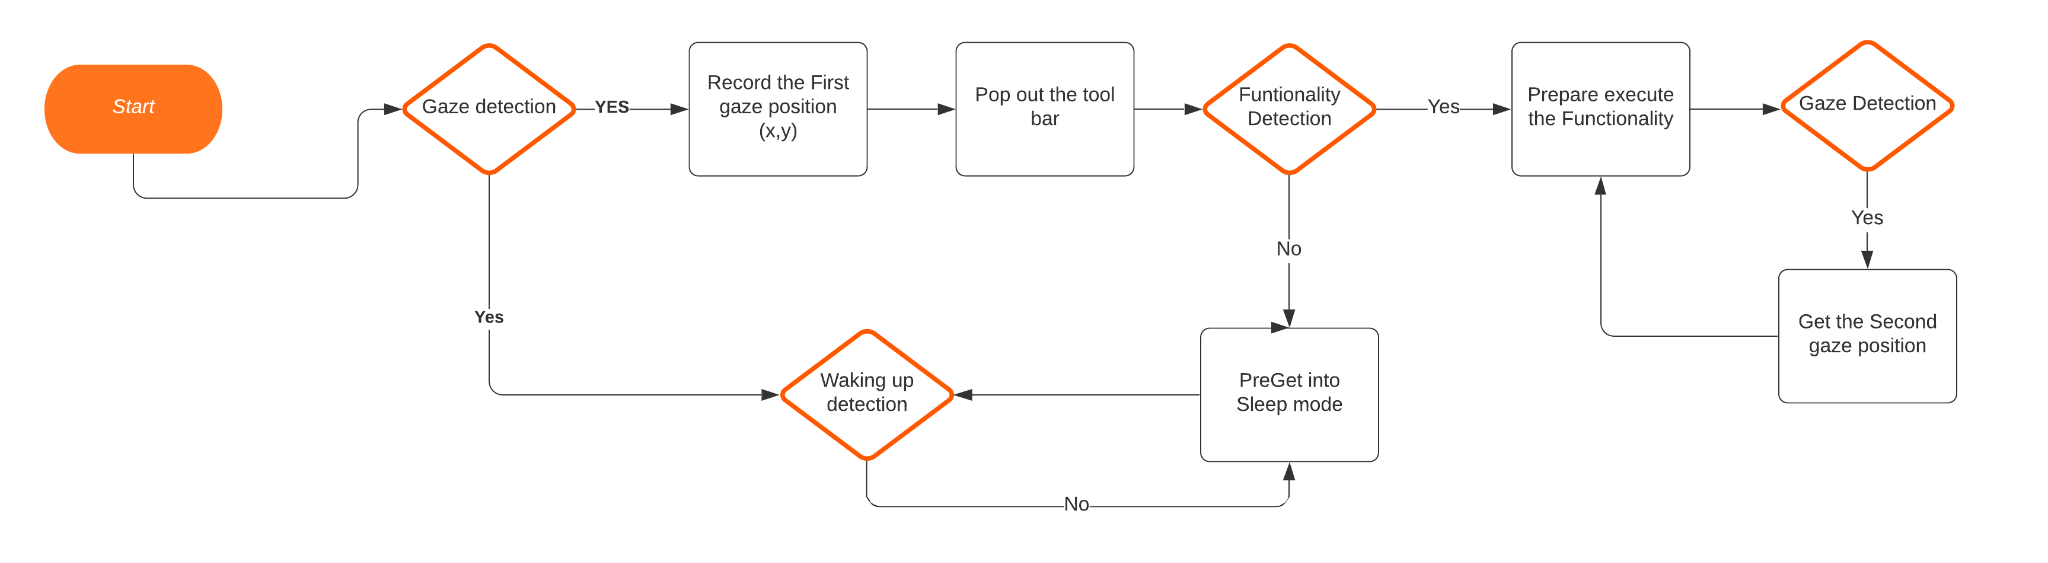 Start
Gaze detection
YES
Record the First
gaze position
(x,y)
Pop out the tool
bar
Funtionality
Detection
Yes
Prepare execute
the Functionality
Gaze Detection
Yes
No
Get the Second
gaze position
Yes
Waking up
detection
PreGet into
Sleep mode
No